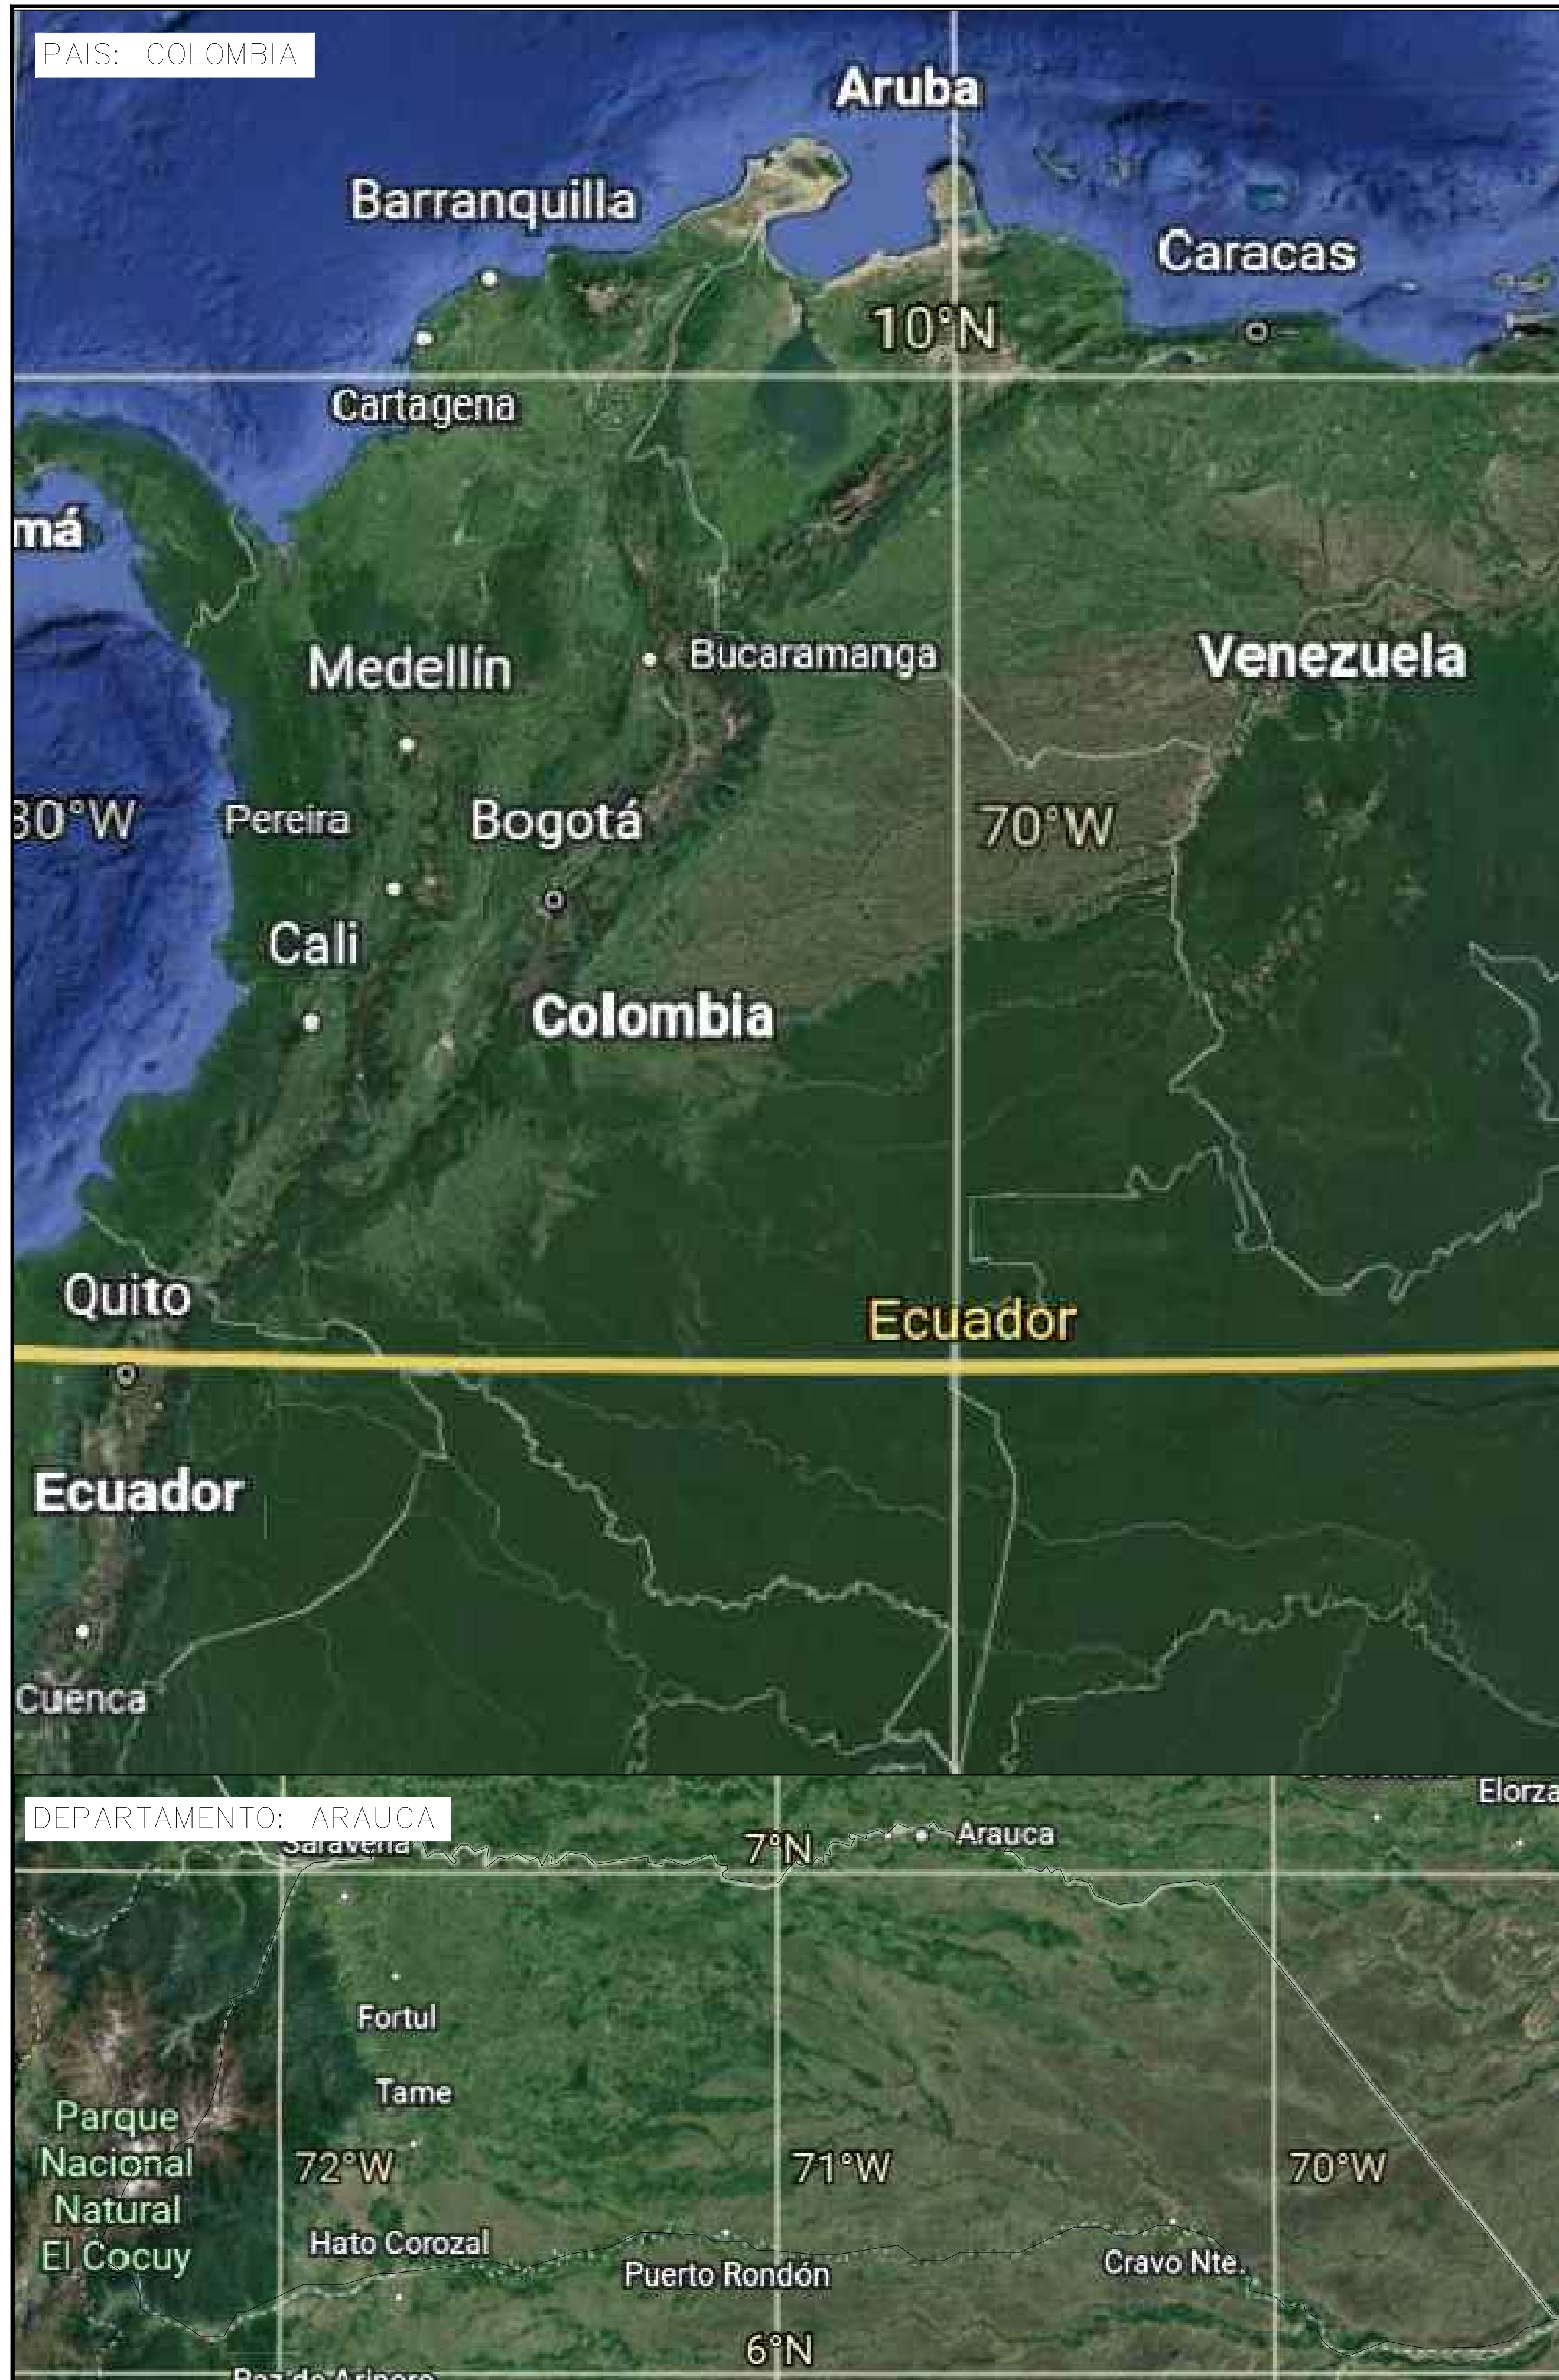 PAIS: COLOMBIA
Aruba
Barranquilla
Caracas
10°N
Cartagena
má
Medellín
Bucaramanga
Venezuela
80°W
Pereira
Bogotá
70°W
Cali
Colombia
Quito
Ecuador
Ecuador
Cuenca
DEPARTAMENTO: ARAUCA
Elorza
Saravena
7°N
Arauca
Fortul
Tame
Parque
Nacional
Natural
El Cocuy
72°W
71°W
70°W
Hato Corozal
Puerto Rondón
Cravo Nte.
6°N